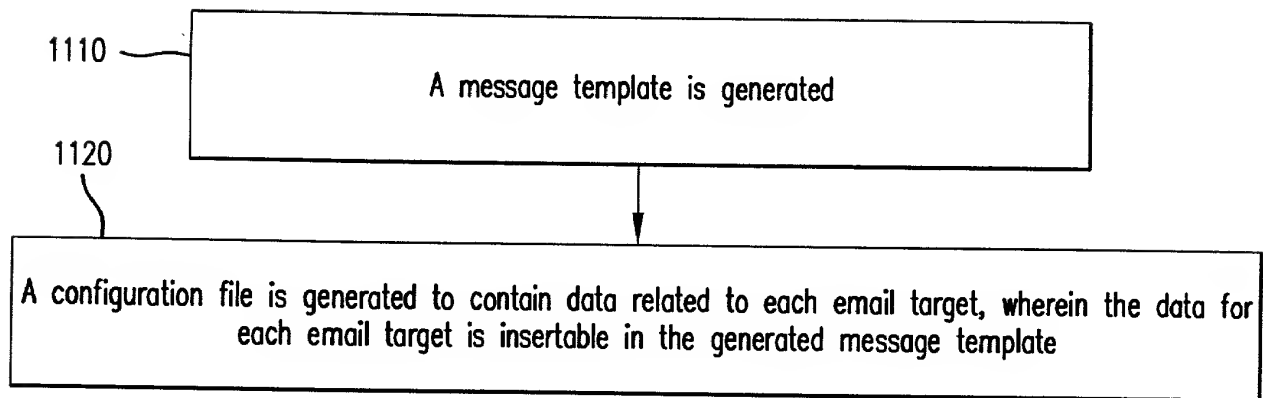 1110
A message template is generated
1120
A configuration file is generated to contain data related to each email target, wherein the data for
each email target is insertable in the generated message template